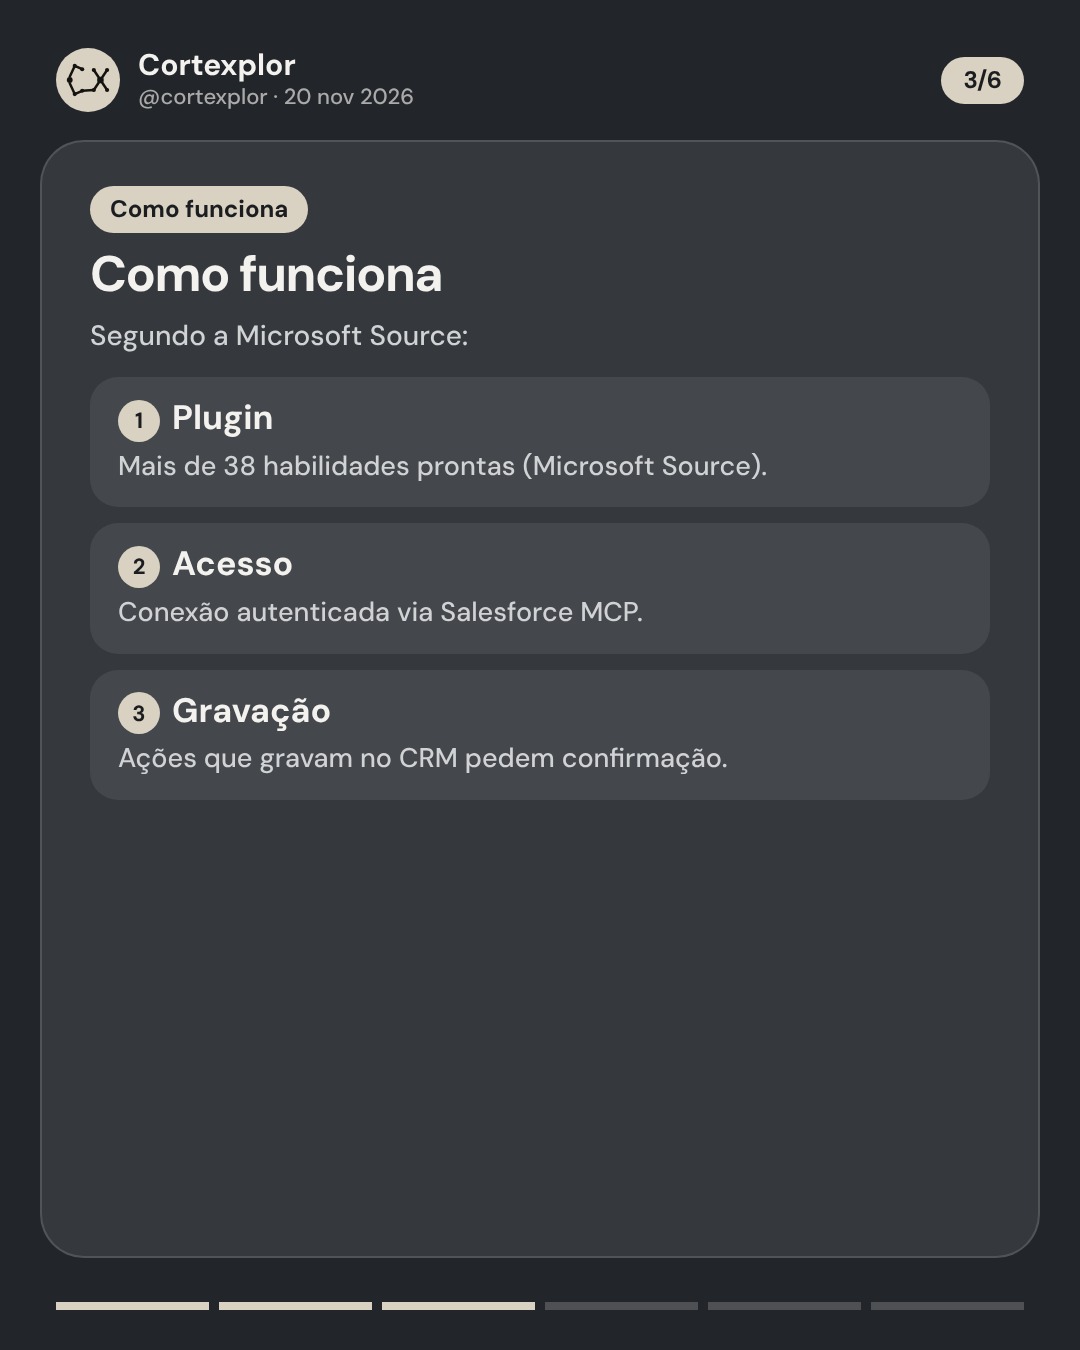 Cortexplor
@cortexplor · 20 nov 2026
3/6
Como funciona
Como funciona
Segundo a Microsoft Source:
1 Plugin
Mais de 38 habilidades prontas (Microsoft Source).
2 Acesso
Conexão autenticada via Salesforce MCP.
3 Gravação
Ações que gravam no CRM pedem confirmação.